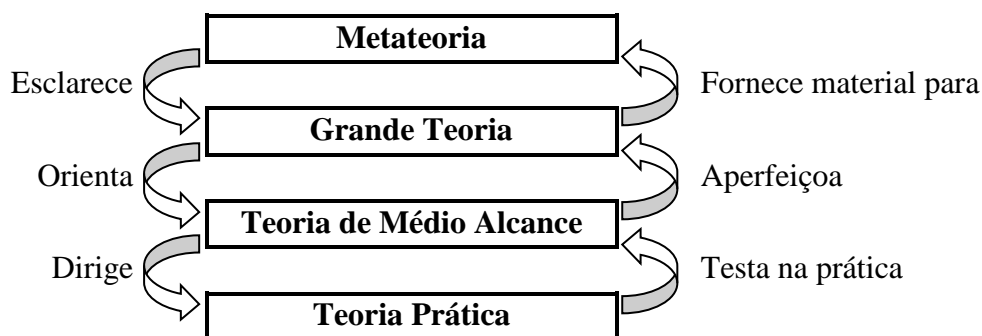 Metateoria
Esclarece
Fornece material para
Grande Teoria
Orienta
Aperfeiçoa
Teoria de Médio Alcance
Dirige
Testa na prática
Teoria Prática